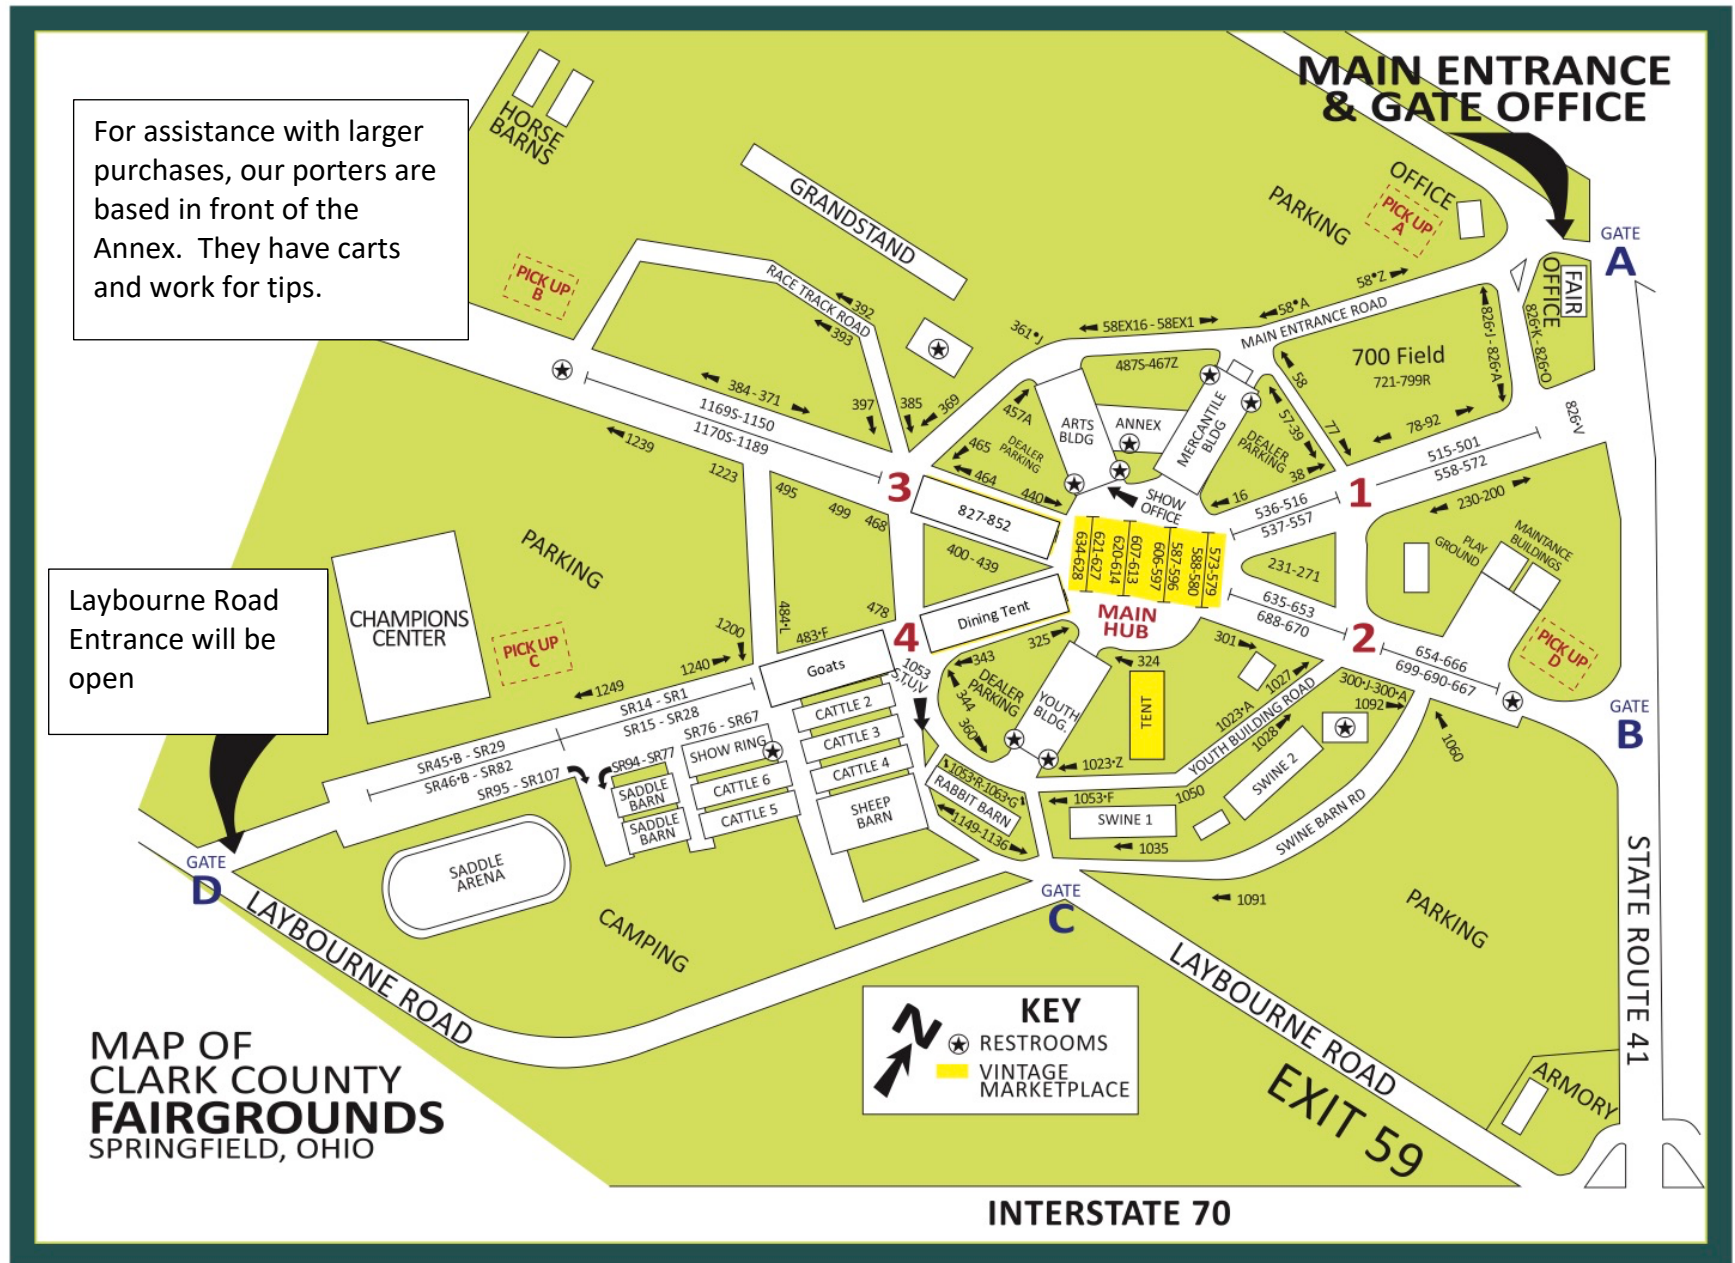 MAIN ENTRANCE
& GATE OFFICE
For assistance with larger
purchases, our porters are
based in front of the
Annex. They have carts
and work for tips.
HORSE
BARNS
GRANDSTAND
PARKING
OFFICE
PICK UP
A
GATE
A
FAIR
OFFICE
PICK UP
B
RACE TRACK ROAD
392
393
361•J
58EX16 - 58EX1
58•A
58•Z
MAIN ENTRANCE ROAD
826•J - 826•A
826•K - 826•O
826•V
700 Field
721-799R
487S-467Z
58
57-39
77
78-92
384 - 371
1169S-1150
1170S-1189
397
385
369
457A
465
464
440
DEALER
PARKING
ARTS
BLDG
ANNEX
MERCANTILE
BLDG
DEALER
PARKING
38
16
SHOW
OFFICE
515-501
558-572
1
536-516
537-557
230-200
1239
1223
495
499
468
3
827-852
400 - 439
634-628
621-627
620-614
607-613
606-597
587-596
588-580
573-579
MAIN
HUB
231-271
635-653
688-670
2
654-666
699-690-667
PLAY
GROUND
MAINTANCE
BUILDINGS
PICK UP
D
GATE
B
PARKING
Laybourne Road
Entrance will be
open
CHAMPIONS
CENTER
PICK UP
C
484•L
1200
1240
1249
483•F
478
4
Dining Tent
Goats
1053
S,T,U,V
343
325
344
360
DEALER
PARKING
YOUTH
BLDG.
324
TENT
301
1027
1023•A
1028
YOUTH BUILDING ROAD
300•J-300•A
1092
1060
1023•Z
SR14 - SR1
SR15 - SR28
SR76 - SR67
SR45•B - SR29
SR46•B - SR82
SR95 - SR107
SR94-SR77
SHOW RING
CATTLE 2
CATTLE 3
CATTLE 4
CATTLE 6
CATTLE 5
SADDLE
BARN
SADDLE
BARN
SHEEP
BARN
1053•R-1063•G
RABBIT BARN
1149-1136
1053•F
1050
SWINE 1
1035
SWINE 2
SWINE BARN RD
1091
SADDLE
ARENA
GATE
D
GATE
C
CAMPING
PARKING
LAYBOURNE ROAD
LAYBOURNE ROAD
STATE ROUTE 41
EXIT 59
ARMORY
N
KEY
RESTROOMS
VINTAGE
MARKETPLACE
MAP OF
CLARK COUNTY
FAIRGROUNDS
SPRINGFIELD, OHIO
INTERSTATE 70